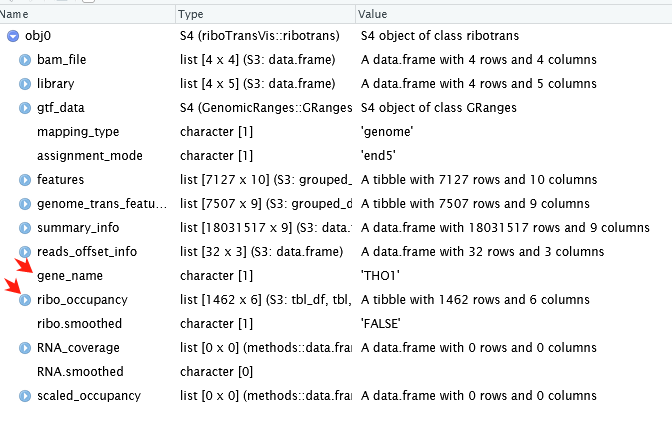 Name Type Value
obj0 S4 (riboTransVis::ribotrans) S4 object of class ribotrans
bam_file list [4 x 4] (S3: data.frame) A data.frame with 4 rows and 4 columns
library list [4 x 5] (S3: data.frame) A data.frame with 4 rows and 5 columns
gtf_data S4 (GenomicRanges::GRanges S4 object of class GRanges
mapping_type character [1] 'genome'
assignment_mode character [1] 'end5'
features list [7127 x 10] (S3: grouped_ A tibble with 7127 rows and 10 columns
genome_trans_featu... list [7507 x 9] (S3: grouped_d A tibble with 7507 rows and 9 columns
summary_info list [18031517 x 9] (S3: data. A data.frame with 18031517 rows and 9 columns
reads_offset_info list [32 x 3] (S3: data.frame) A data.frame with 32 rows and 3 columns
gene_name character [1] 'THO1'
ribo_occupancy list [1462 x 6] (S3: tbl_df, tbl, A tibble with 1462 rows and 6 columns
ribo.smoothed character [1] 'FALSE'
RNA_coverage list [0 x 0] (methods::data.fra A data.frame with 0 rows and 0 columns
RNA.smoothed character [0]
scaled_occupancy list [0 x 0] (methods::data.fra A data.frame with 0 rows and 0 columns